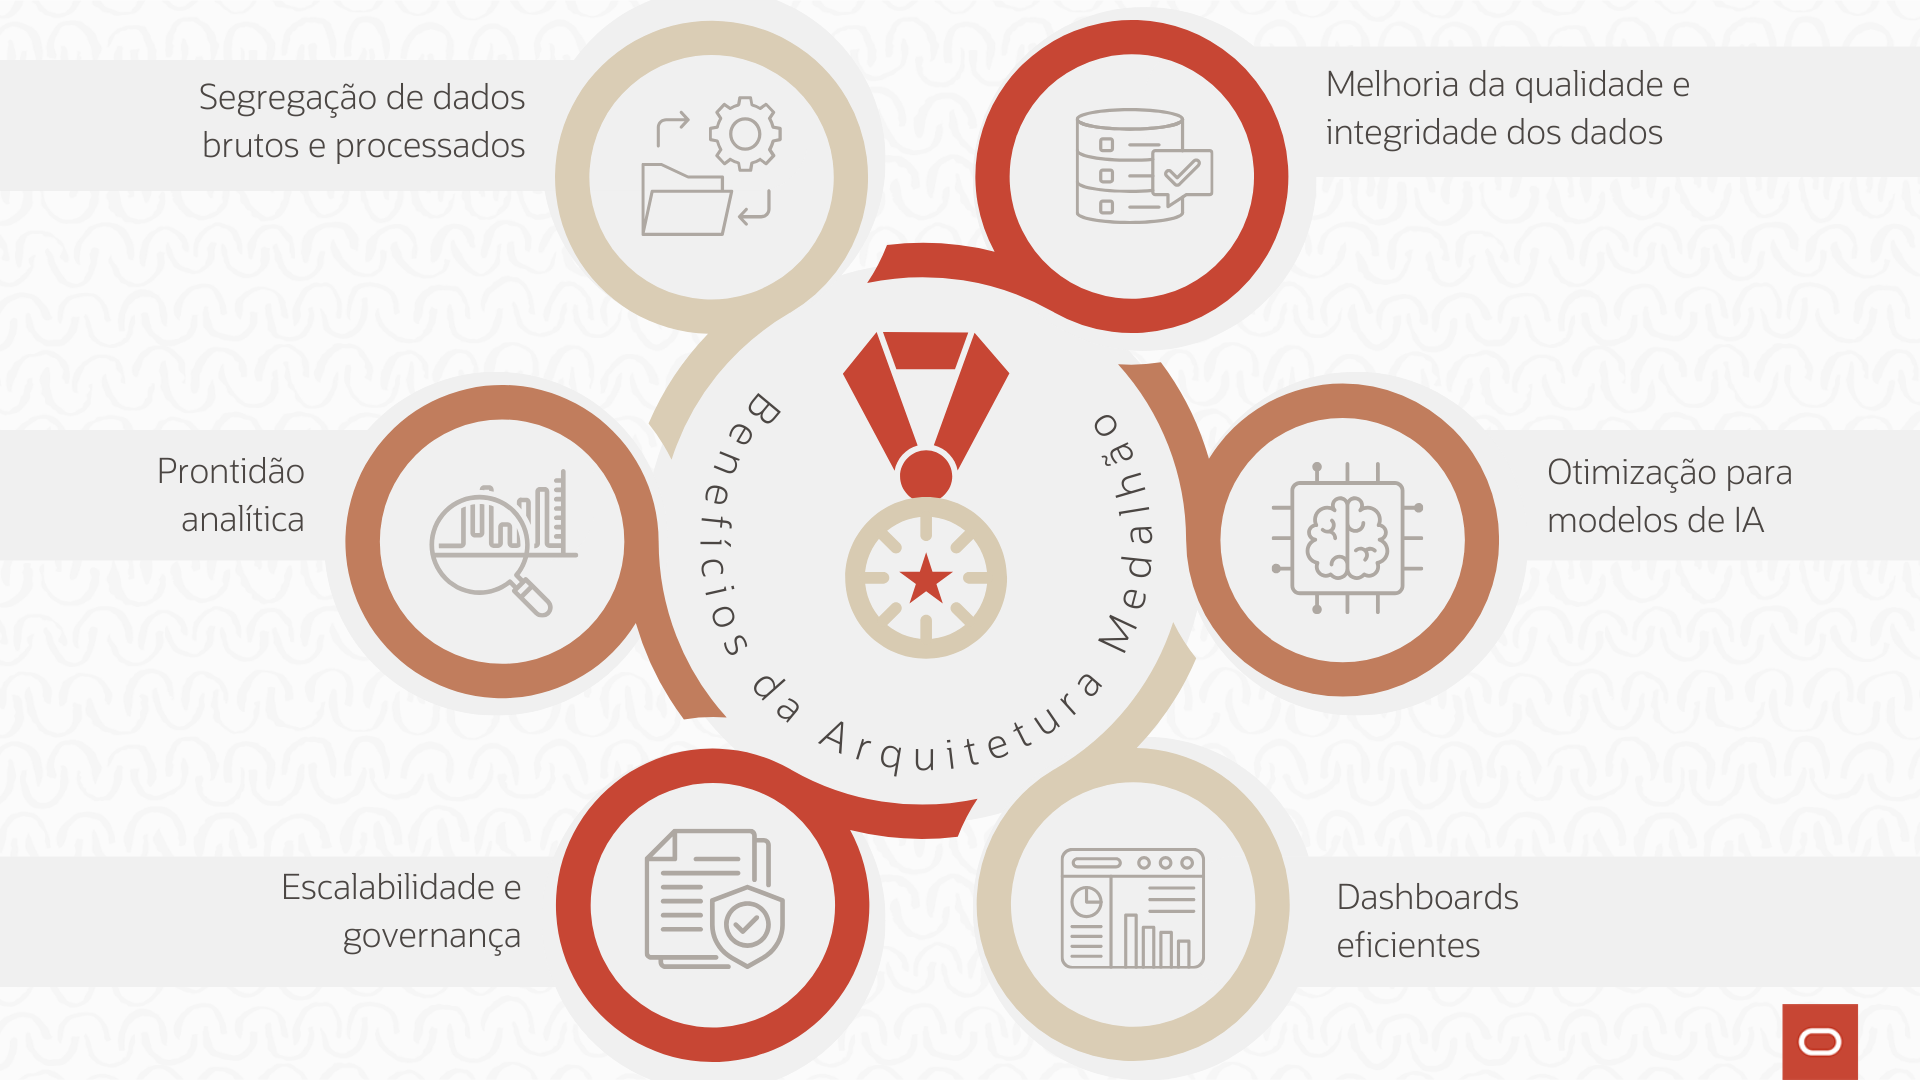 Segregação de dados
brutos e processados
Melhoria da qualidade e
integridade dos dados
Benefícios da Arquitetura Medalhão
Prontidão
analítica
Otimização para
modelos de IA
Escalabilidade e
governança
Dashboards
eficientes